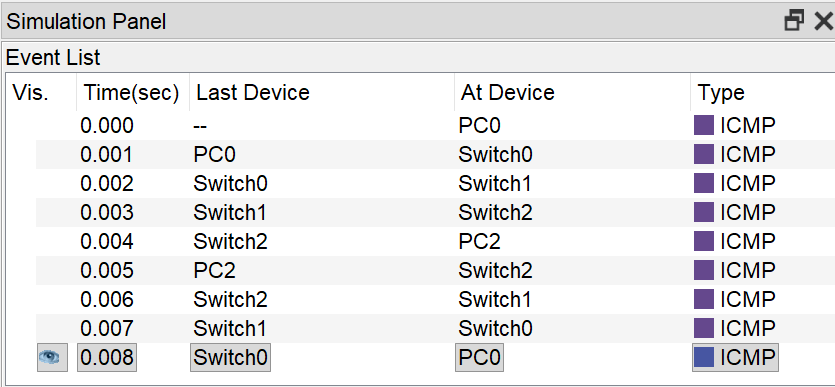 Simulation Panel
Event List
Vis. Time(sec) Last Device At Device Type
0.000 -- PC0 ICMP
0.001 PC0 Switch0 ICMP
0.002 Switch0 Switch1 ICMP
0.003 Switch1 Switch2 ICMP
0.004 Switch2 PC2 ICMP
0.005 PC2 Switch2 ICMP
0.006 Switch2 Switch1 ICMP
0.007 Switch1 Switch0 ICMP
0.008 Switch0 PC0 ICMP